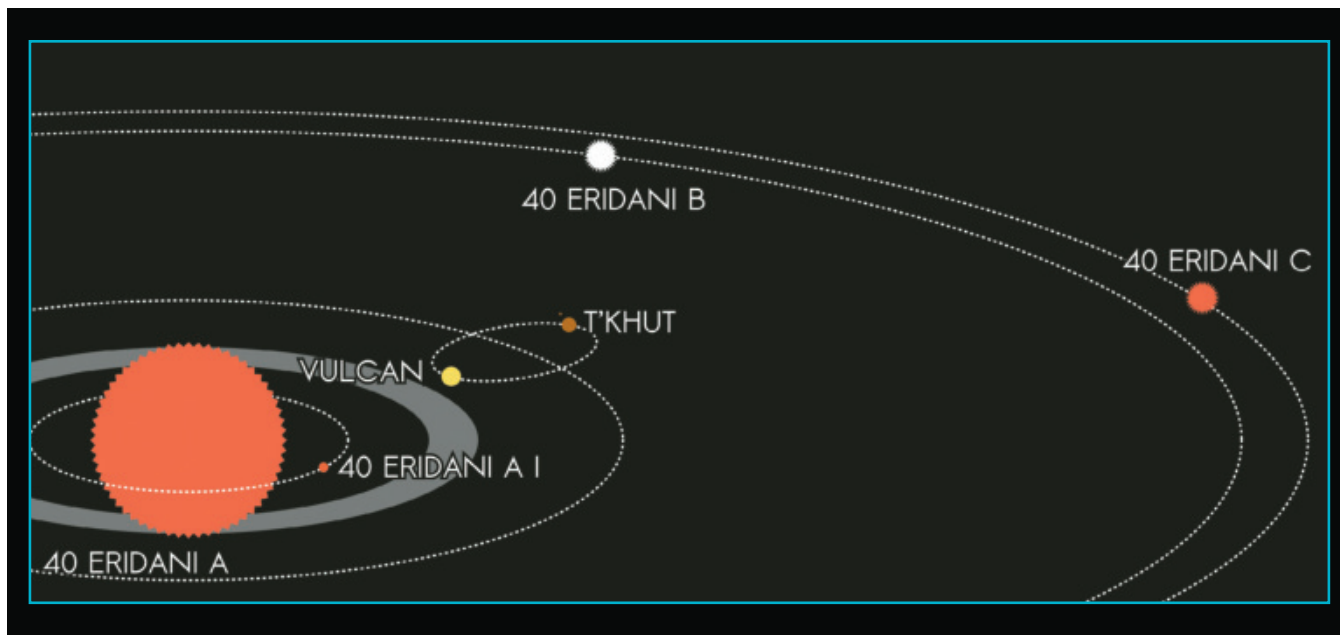 40 ERIDANI B
40 ERIDANI C
T'KHUT
VULCAN
40 ERIDANI A I
40 ERIDANI A